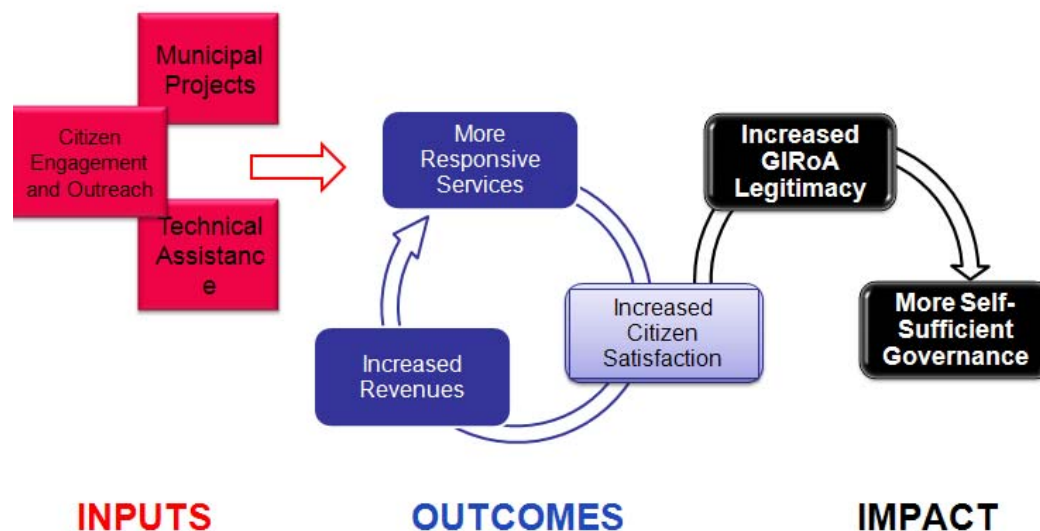 Municipal
Projects
Citizen
Engagement
and Outreach
Technical
Assistanc
e
More
Responsive
Services
Increased
Citizen
Satisfaction
Increased
Revenues
Increased
GIRoA
Legitimacy
More Self-
Sufficient
Governance
INPUTS
OUTCOMES
IMPACT